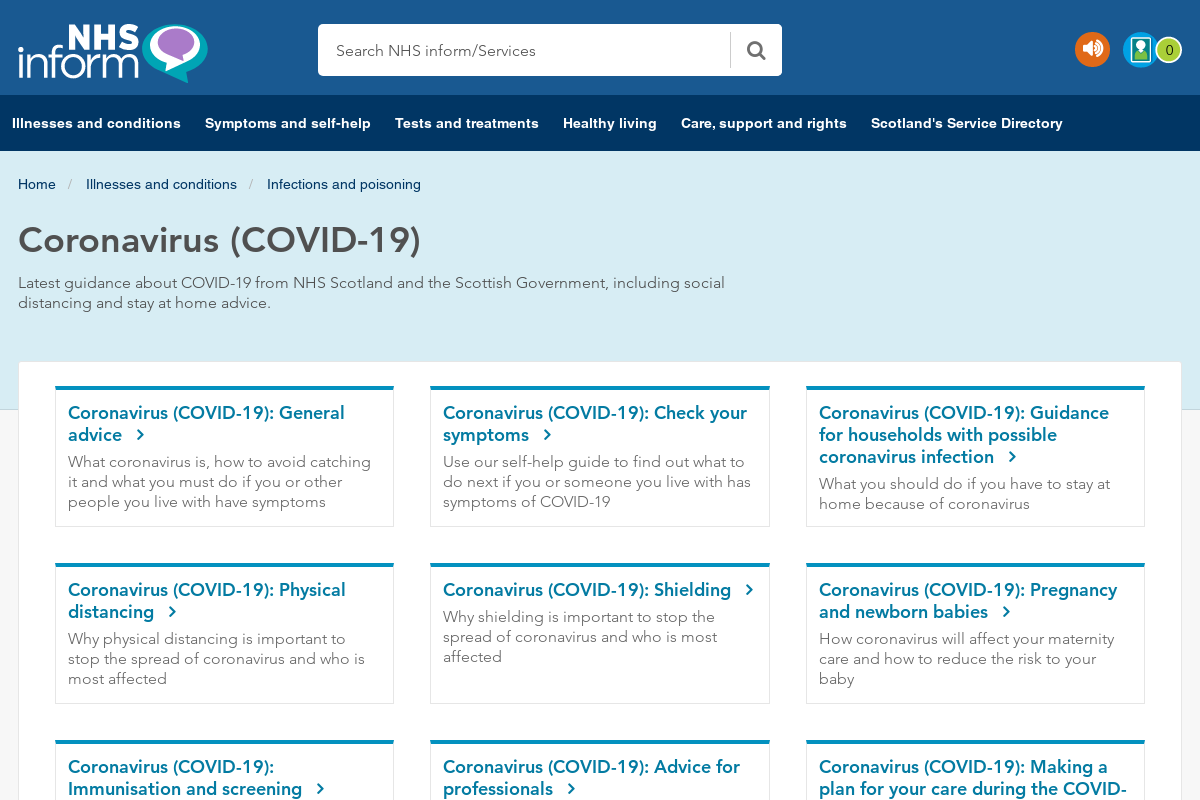 NHS
inform
Search NHS inform/Services
0
Illnesses and conditions Symptoms and self-help Tests and treatments Healthy living Care, support and rights Scotland's Service Directory
Home / Illnesses and conditions / Infections and poisoning
Coronavirus (COVID-19)
Latest guidance about COVID-19 from NHS Scotland and the Scottish Government, including social
distancing and stay at home advice.
Coronavirus (COVID-19): General
advice
What coronavirus is, how to avoid catching
it and what you must do if you or other
people you live with have symptoms
Coronavirus (COVID-19): Check your
symptoms
Use our self-help guide to find out what to
do next if you or someone you live with has
symptoms of COVID-19
Coronavirus (COVID-19): Guidance
for households with possible
coronavirus infection
What you should do if you have to stay at
home because of coronavirus
Coronavirus (COVID-19): Physical
distancing
Why physical distancing is important to
stop the spread of coronavirus and who is
most affected
Coronavirus (COVID-19): Shielding
Why shielding is important to stop the
spread of coronavirus and who is most
affected
Coronavirus (COVID-19): Pregnancy
and newborn babies
How coronavirus will affect your maternity
care and how to reduce the risk to your
baby
Coronavirus (COVID-19):
Immunisation and screening
Coronavirus (COVID-19): Advice for
professionals
Coronavirus (COVID-19): Making a
plan for your care during the COVID-